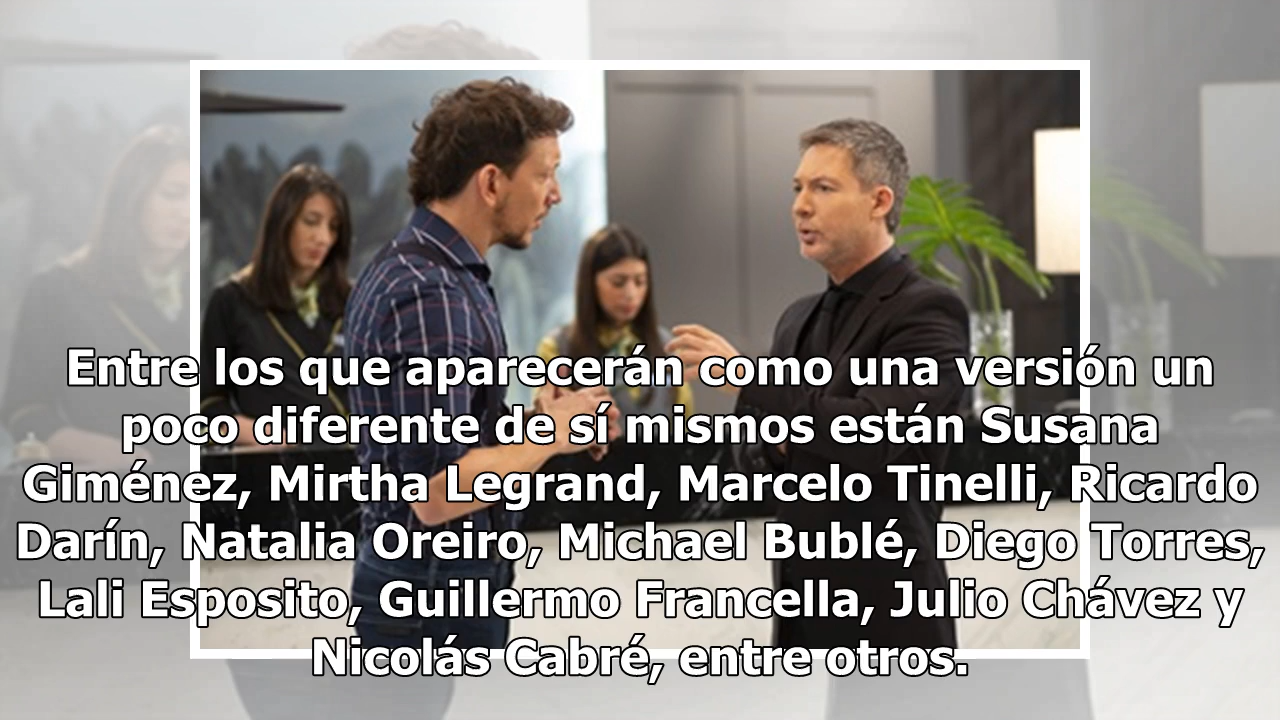 Entre los que aparecerán como una versión un
poco diferente de sí mismos están Susana
Giménez, Mirtha Legrand, Marcelo Tinelli, Ricardo
Darín, Natalia Oreiro, Michael Bublé, Diego Torres,
Lali Esposito, Guillermo Francella, Julio Chávez y
Nicolás Cabré, entre otros.